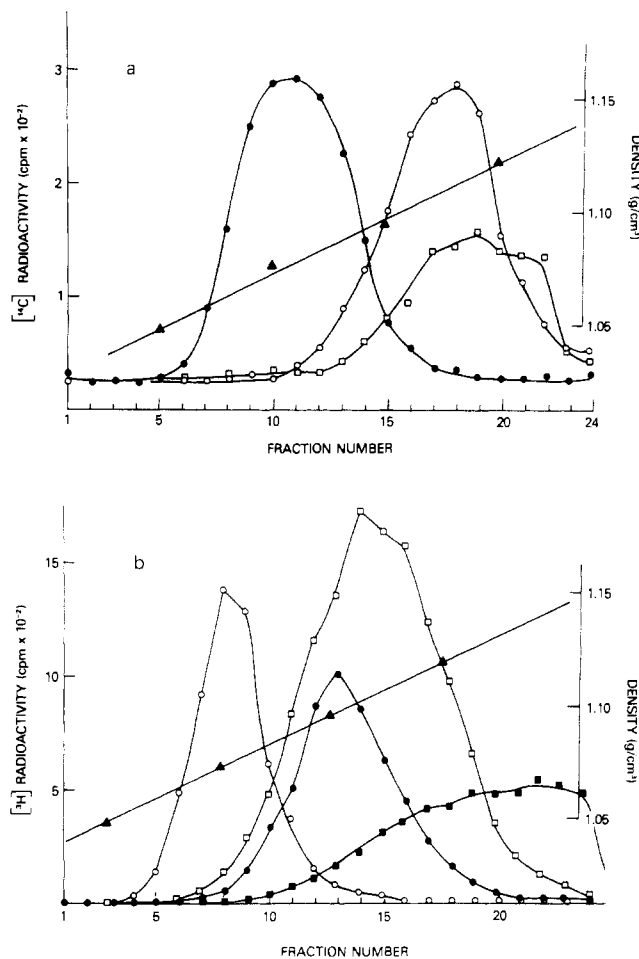 a
3
2
1
[¹⁴C] RADIOACTIVITY (cpm x 10⁻²)
1.15
1.10
1.05
DENSITY (g/cm³)
1 5 10 15 20 24
FRACTION NUMBER
b
15
10
5
[³H] RADIOACTIVITY (cpm x 10⁻²)
1.15
1.10
1.05
DENSITY (g/cm³)
1 5 10 15 20
FRACTION NUMBER